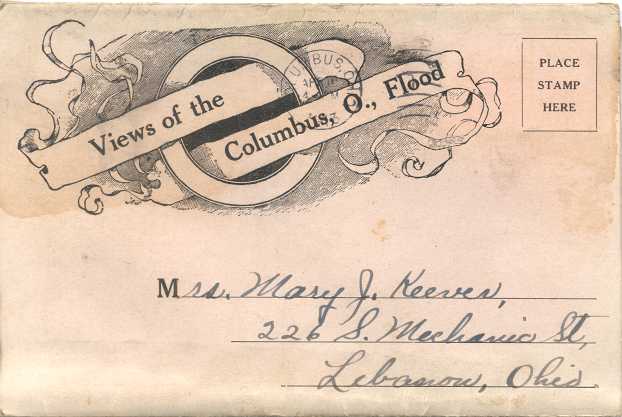 Views of the
Columbus, O., Flood
PLACE
STAMP
HERE
Mrs. Mary J. Keever,
226 S. Mechanic St,
Lebanon, Ohio.